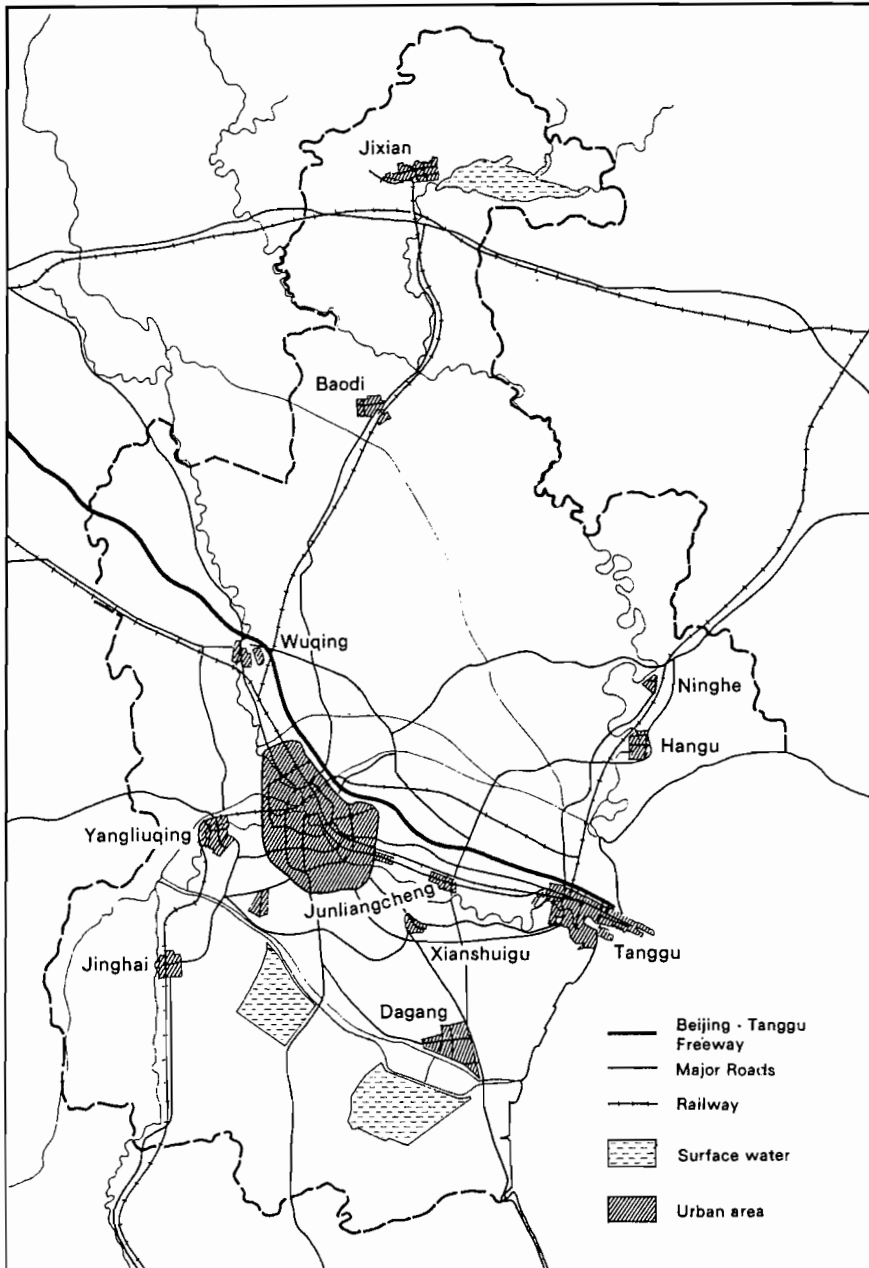 Jixian
Baodi
Wuqing
Ninghe
Hangu
Yangliuqing
Junliangcheng
Xianshuigu
Tanggu
Jinghai
Dagang
Beijing - Tanggu
Freeway
Major Roads
Railway
Surface water
Urban area